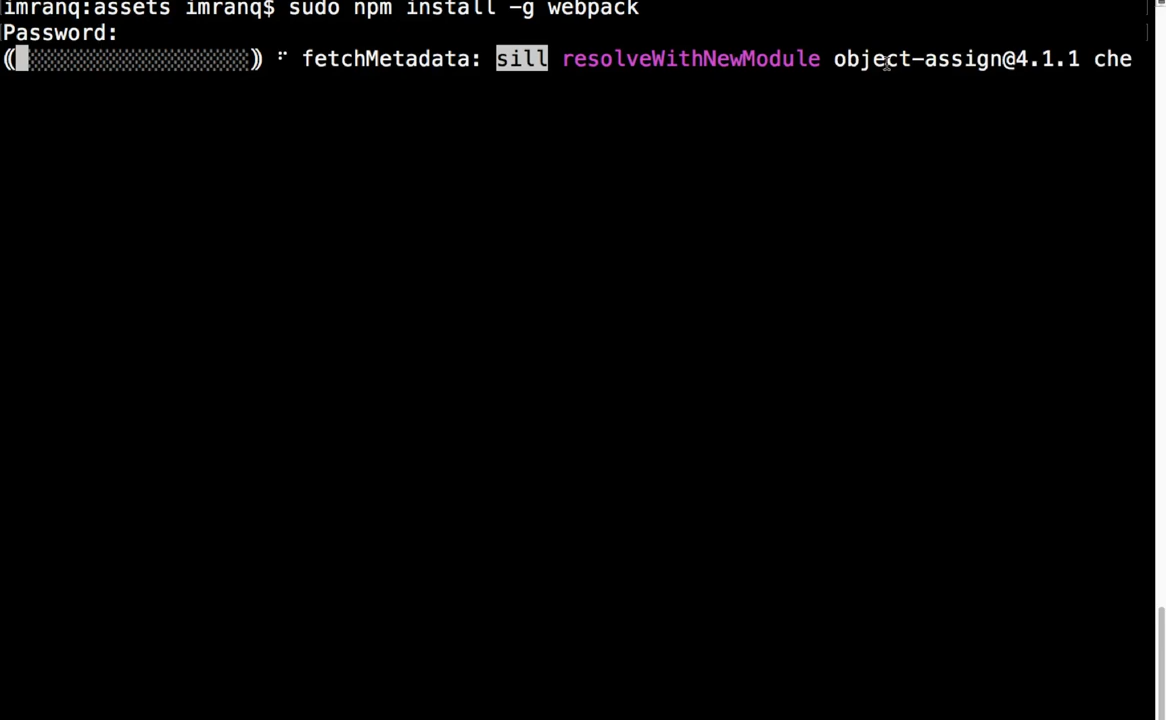 imranq:assets imranq$ sudo npm install -g webpack
Password:
(░░░░░░░░░░░░░░░░░░) ⠋ fetchMetadata: sill resolveWithNewModule object-assign@4.1.1 che